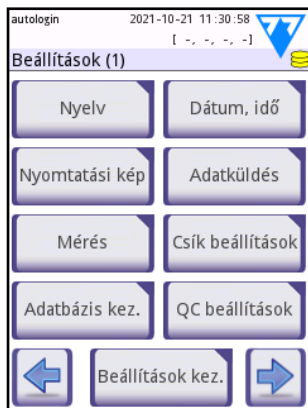 autologin 2021-10-21 11:30:58
[ -, -, -, -]
Beállítások (1)
Nyelv Dátum, idő
Nyomtatási kép Adatküldés
Mérés Csík beállítások
Adatbázis kez. QC beállítások
Beállítások kez.